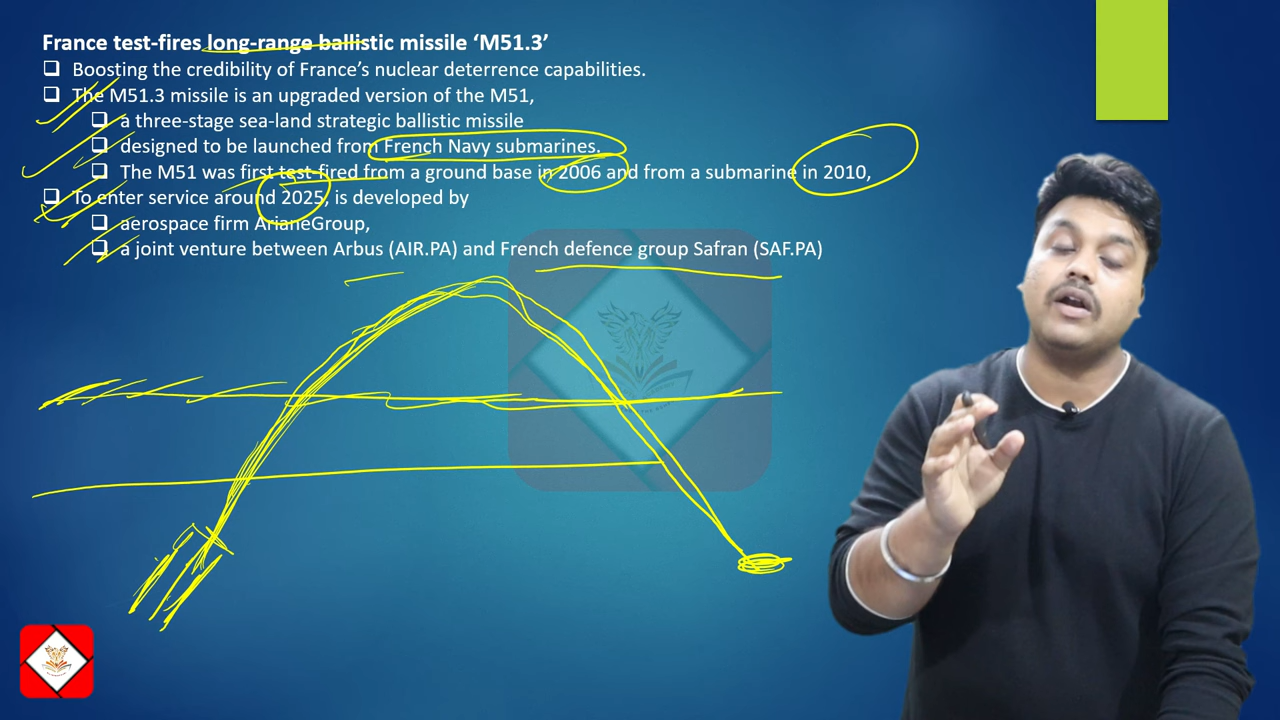 France test-fires long-range ballistic missile ‘M51.3’
Boosting the credibility of France’s nuclear deterrence capabilities.
The M51.3 missile is an upgraded version of the M51,
a three-stage sea-land strategic ballistic missile
designed to be launched from French Navy submarines.
The M51 was first test-fired from a ground base in 2006 and from a submarine in 2010,
To enter service around 2025, is developed by
aerospace firm ArianeGroup,
a joint venture between Arbus (AIR.PA) and French defence group Safran (SAF.PA)